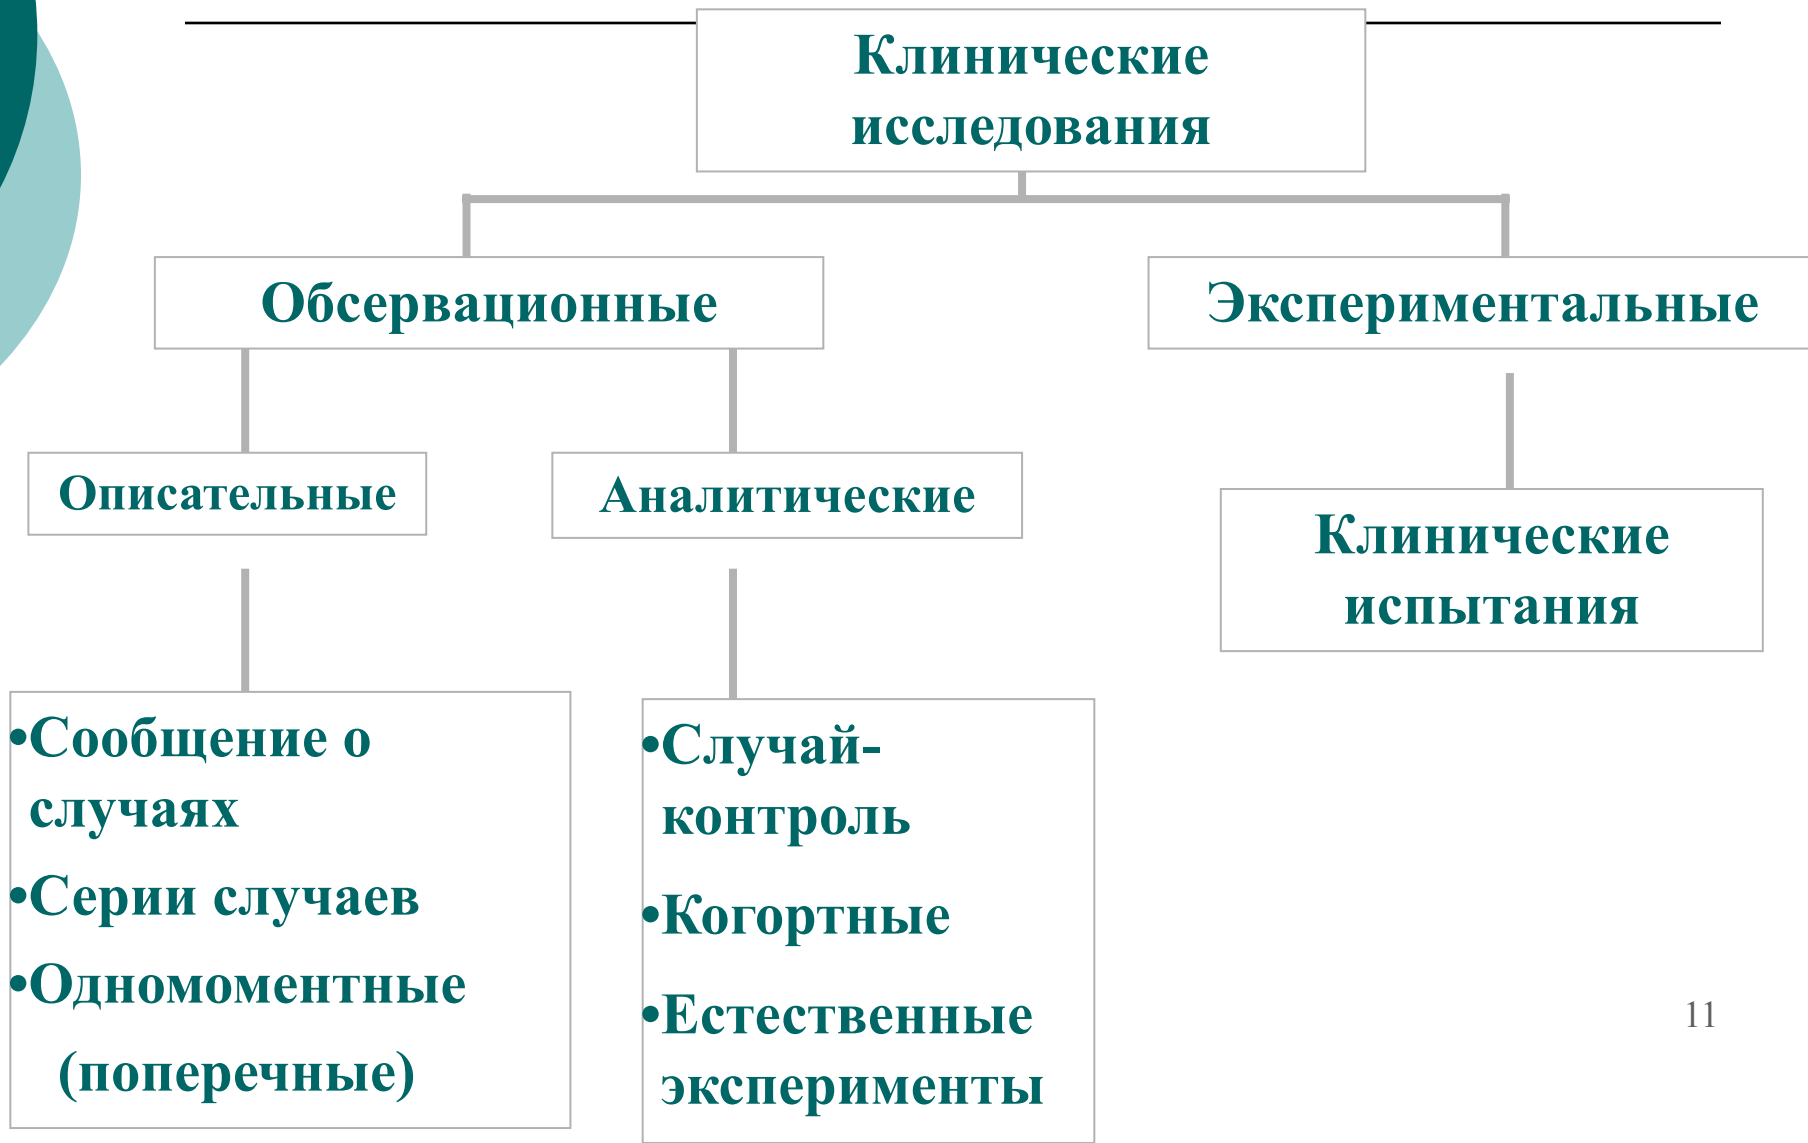 Клинические
исследования
Обсервационные
Экспериментальные
Описательные
Аналитические
Клинические
испытания
•Сообщение о
случаях
•Серии случаев
•Одномоментные
(поперечные)
•Случай-
контроль
•Когортные
•Естественные
эксперименты
11